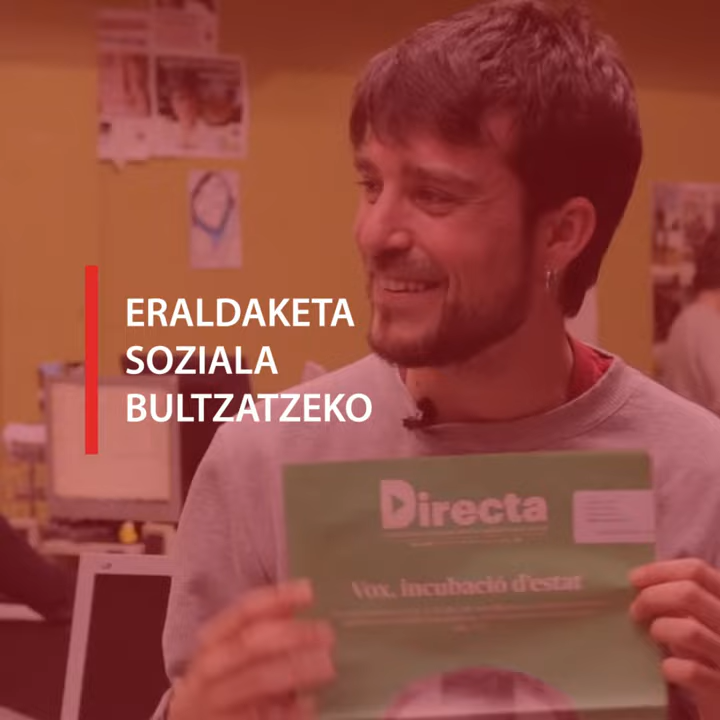 ERALDAKETA
SOZIALA
BULTZATZEKO
Directa
Vox, incubació d'estat